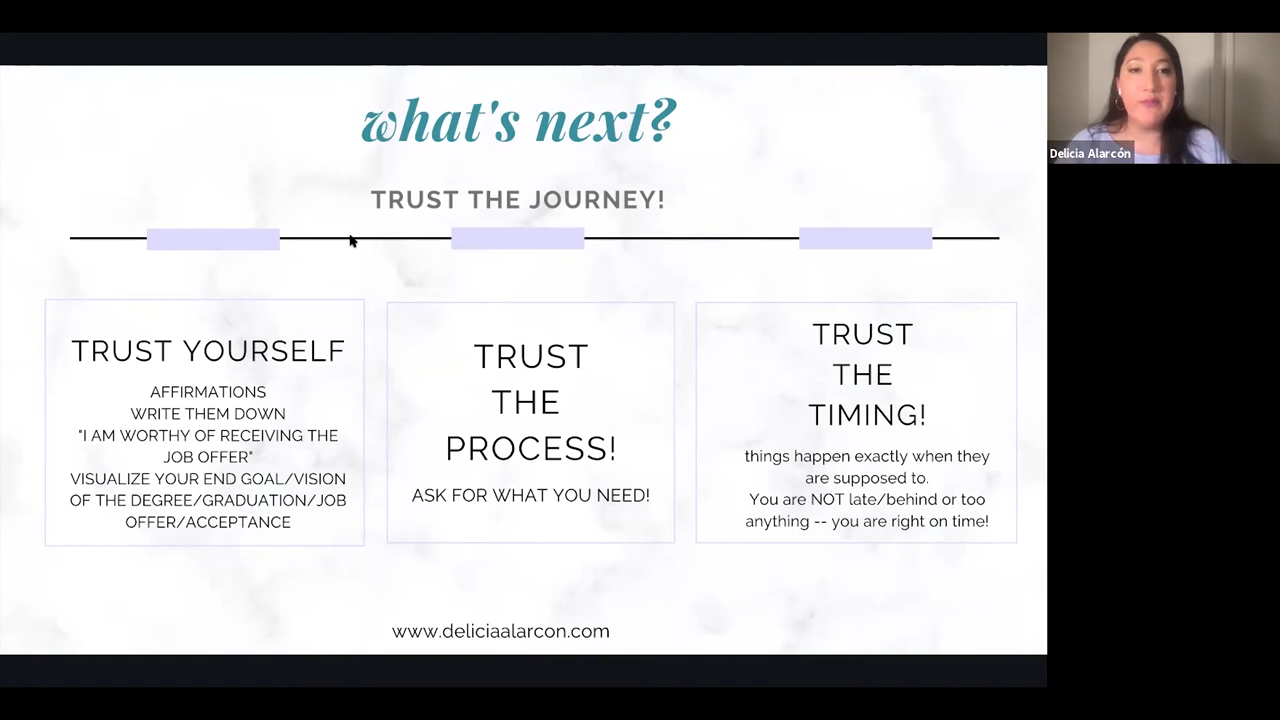 what's next?
TRUST THE JOURNEY!
TRUST YOURSELF
AFFIRMATIONS
WRITE THEM DOWN
"I AM WORTHY OF RECEIVING THE
JOB OFFER"
VISUALIZE YOUR END GOAL/VISION
OF THE DEGREE/GRADUATION/JOB
OFFER/ACCEPTANCE
TRUST
THE
PROCESS!
ASK FOR WHAT YOU NEED!
TRUST
THE
TIMING!
things happen exactly when they
are supposed to.
You are NOT late/behind or too
anything -- you are right on time!
www.deliciaalarcon.com
Delicia Alarcón